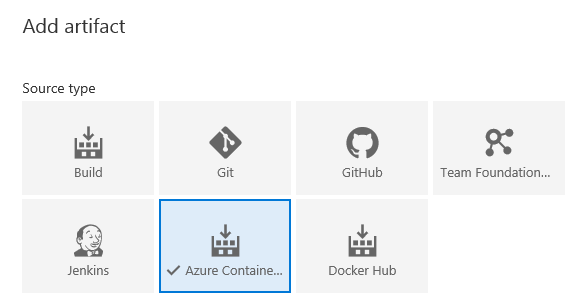 Add artifact
Source type
Build
Git
GitHub
Team Foundation...
Jenkins
Azure Containe...
Docker Hub